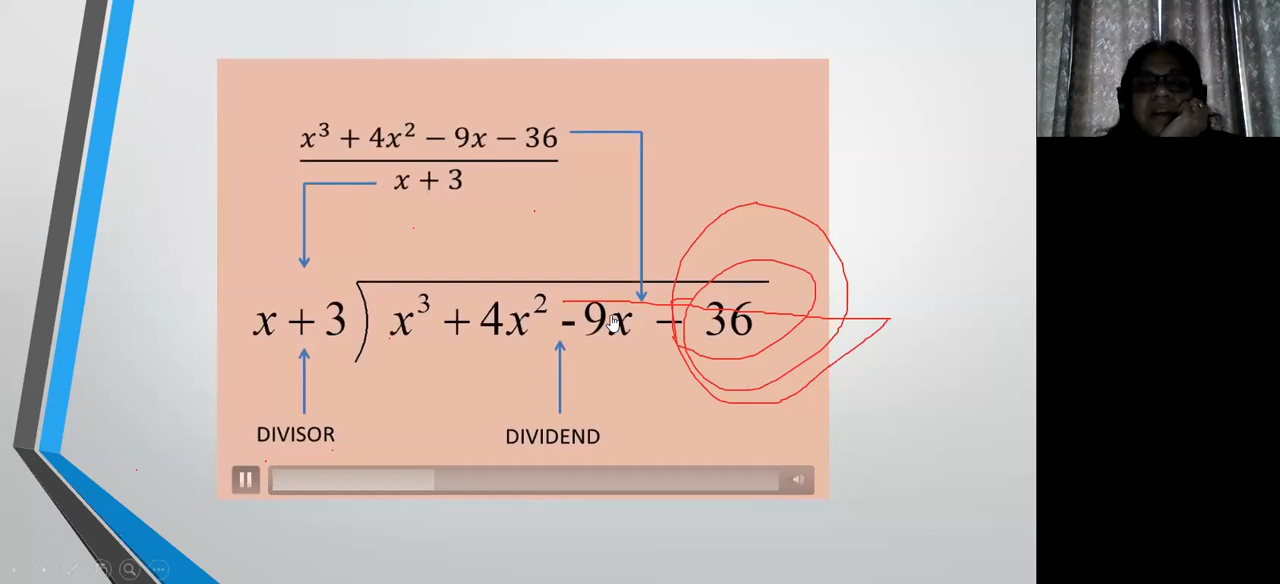 x³ + 4x² − 9x − 36
x + 3
x + 3 ) x³ + 4x² - 9x − 36
DIVISOR
DIVIDEND